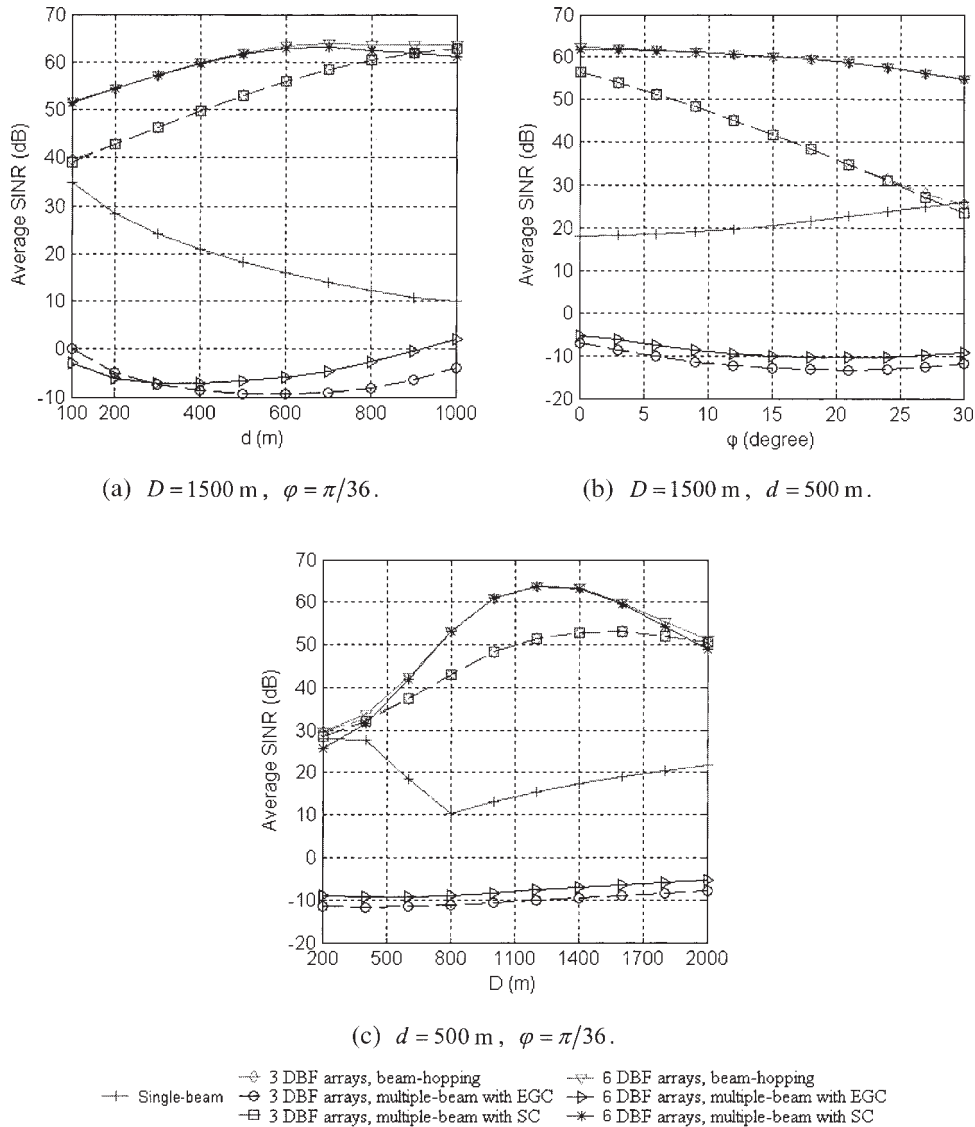 70
60
50
40
30
20
10
0
-10
Average SINR (dB)
100 200 400 600 800 1000
d (m)
(a) D = 1500 m , φ = π/36 .
70
60
50
40
30
20
10
0
-10
-20
Average SINR (dB)
0 5 10 15 20 25 30
φ (degree)
(b) D = 1500 m , d = 500 m .
70
60
50
40
30
20
10
0
-10
-20
Average SINR (dB)
200 500 800 1100 1400 1700 2000
D (m)
(c) d = 500 m , φ = π/36 .
Single-beam
3 DBF arrays, beam-hopping
3 DBF arrays, multiple-beam with EGC
3 DBF arrays, multiple-beam with SC
6 DBF arrays, beam-hopping
6 DBF arrays, multiple-beam with EGC
6 DBF arrays, multiple-beam with SC